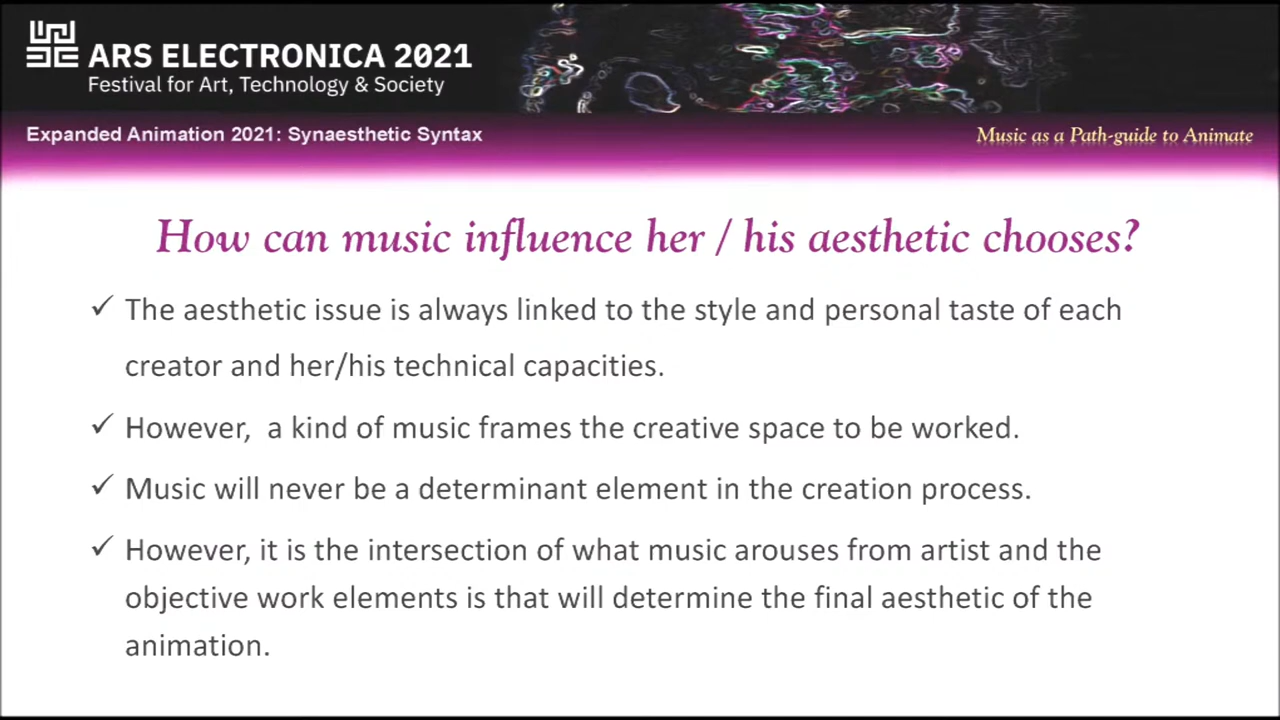 ARS ELECTRONICA 2021
Festival for Art, Technology & Society
Expanded Animation 2021: Synaesthetic Syntax
Music as a Path-guide to Animate
How can music influence her / his aesthetic chooses?
✓ The aesthetic issue is always linked to the style and personal taste of each
creator and her/his technical capacities.
✓ However,  a kind of music frames the creative space to be worked.
✓ Music will never be a determinant element in the creation process.
✓ However, it is the intersection of what music arouses from artist and the
objective work elements is that will determine the final aesthetic of the
animation.